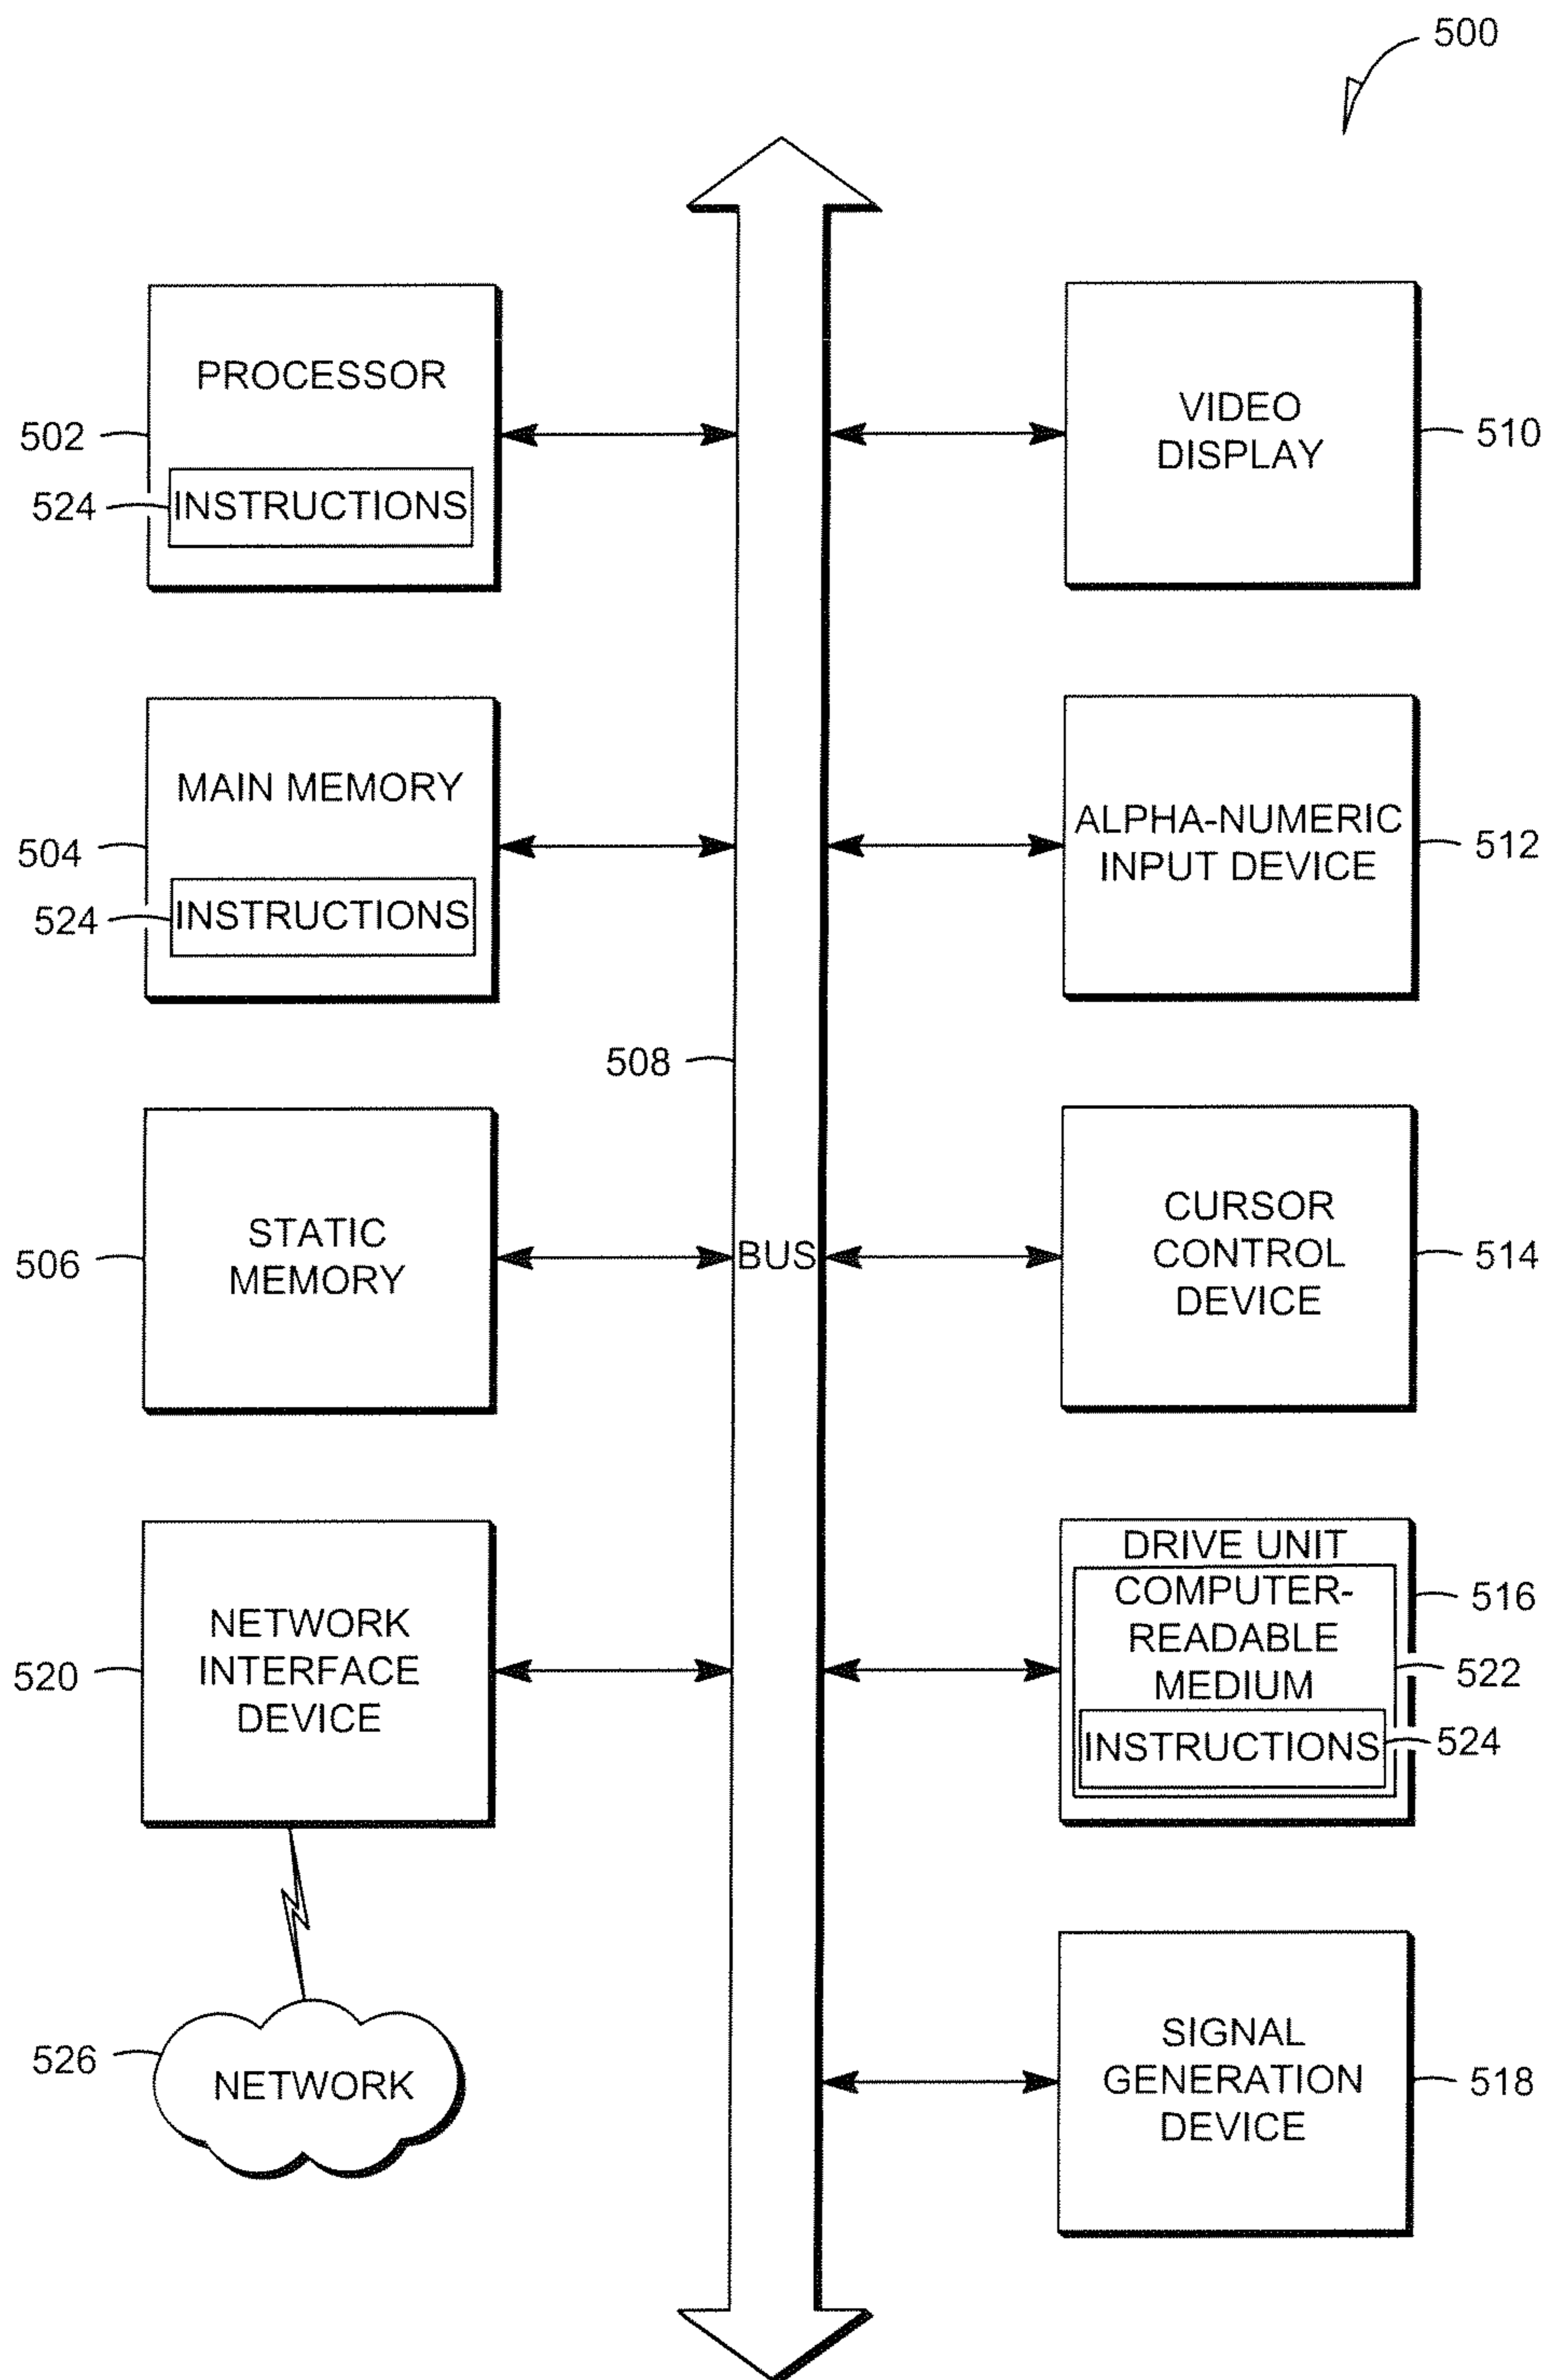 500
PROCESSOR
502
524
INSTRUCTIONS
VIDEO
DISPLAY
510
MAIN MEMORY
504
524
INSTRUCTIONS
ALPHA-NUMERIC
INPUT DEVICE
512
508
STATIC
MEMORY
506
BUS
CURSOR
CONTROL
DEVICE
514
NETWORK
INTERFACE
DEVICE
520
DRIVE UNIT
COMPUTER-
READABLE
MEDIUM
516
522
INSTRUCTIONS
524
526
NETWORK
SIGNAL
GENERATION
DEVICE
518